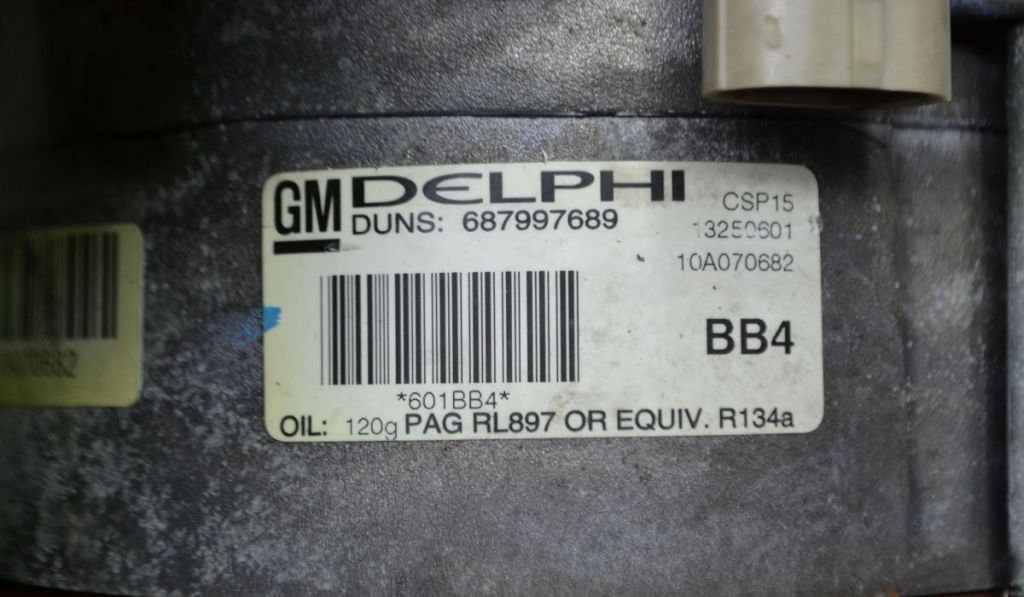 GM DELPHI
DUNS: 687997689
CSP15
13250601
10A070682
BB4
*601BB4*
OIL: 120g PAG RL897 OR EQUIV. R134a